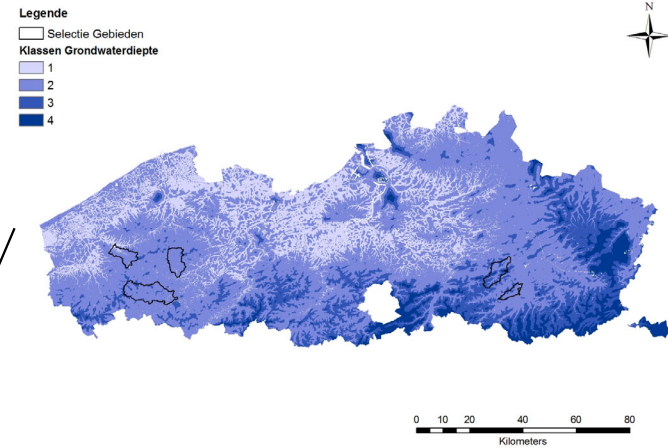 Legende
Selectie Gebieden
Klassen Grondwaterdiepte
1
2
3
4
N
0 10 20 40 60 80
Kilometers